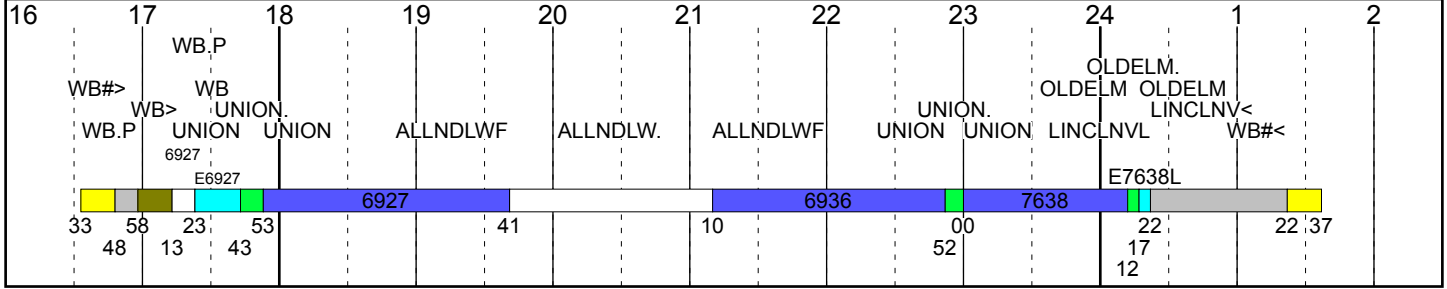 16 17 18 19 20 21 22 23 24 1 2
WB.P OLDELM.
WB#> WB OLDELM OLDELM
WB> UNION. UNION. LINCLNV<
WB.P UNION UNION ALLNDLWF ALLNDLW. ALLNDLWF UNION UNION LINCLNVL WB#<
6927
E6927 E7638L
6927 6936 7638
33 58 23 53 41 10 00 22 22 37
48 13 43 52 17
12